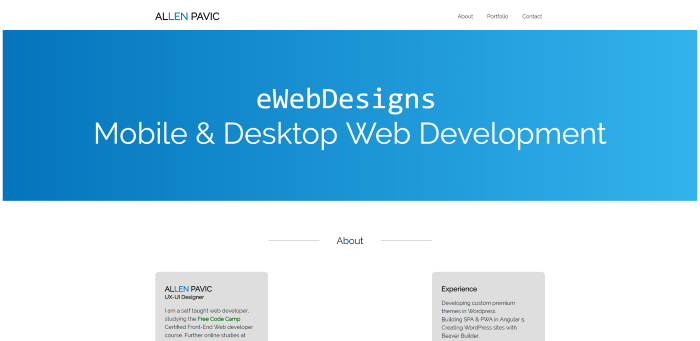 ALLEN PAVIC
About Portfolio Contact
eWebDesigns
Mobile & Desktop Web Development
About
ALLEN PAVIC
UX-UI Designer
I am a self taught web developer,
studying the Free Code Camp
Certified Front-End Web developer
course. Further online studies at
Experience
Developing custom premium
themes in Wordpress.
Building SPA & PWA in Angular 5.
Creating WordPress sites with
Beaver Builder.